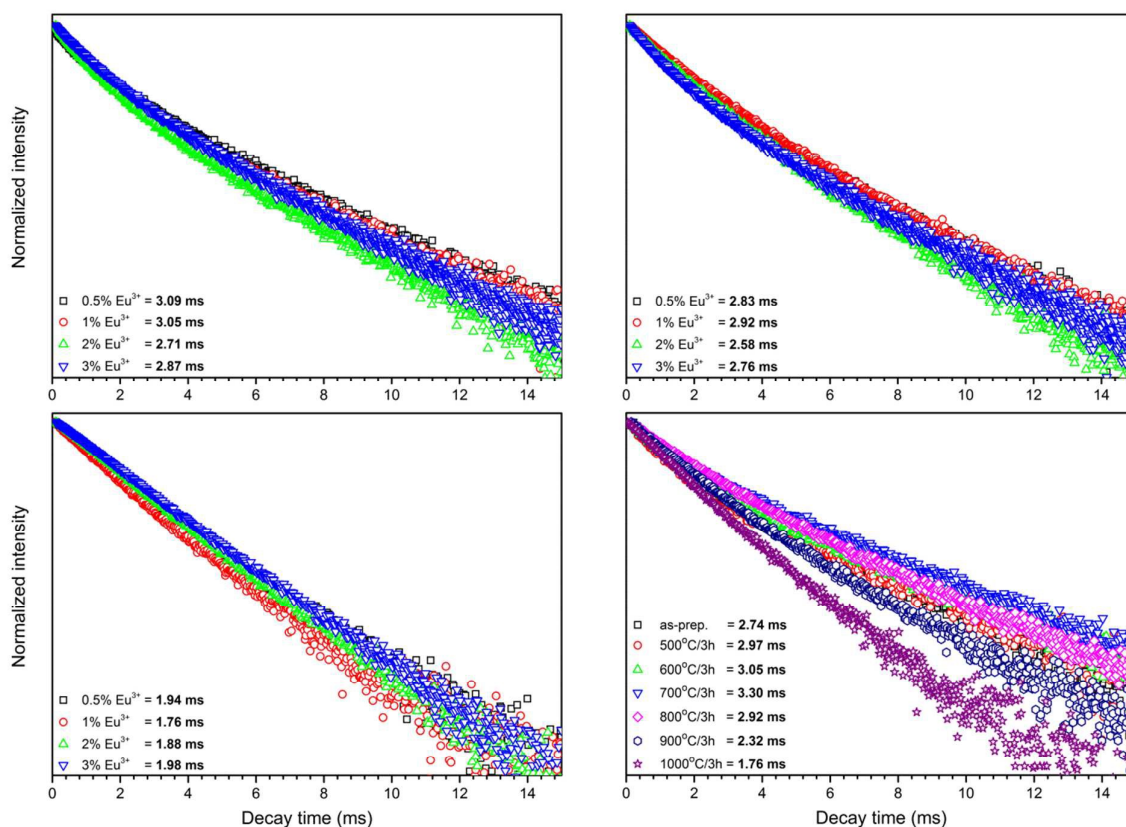 Normalized intensity
0.5% Eu³⁺ = 3.09 ms
1% Eu³⁺ = 3.05 ms
2% Eu³⁺ = 2.71 ms
3% Eu³⁺ = 2.87 ms
0 2 4 6 8 10 12 14
0.5% Eu³⁺ = 2.83 ms
1% Eu³⁺ = 2.92 ms
2% Eu³⁺ = 2.58 ms
3% Eu³⁺ = 2.76 ms
0 2 4 6 8 10 12 14
Normalized intensity
0.5% Eu³⁺ = 1.94 ms
1% Eu³⁺ = 1.76 ms
2% Eu³⁺ = 1.88 ms
3% Eu³⁺ = 1.98 ms
0 2 4 6 8 10 12 14
Decay time (ms)
as-prep. = 2.74 ms
500°C/3h = 2.97 ms
600°C/3h = 3.05 ms
700°C/3h = 3.30 ms
800°C/3h = 2.92 ms
900°C/3h = 2.32 ms
1000°C/3h = 1.76 ms
0 2 4 6 8 10 12 14
Decay time (ms)